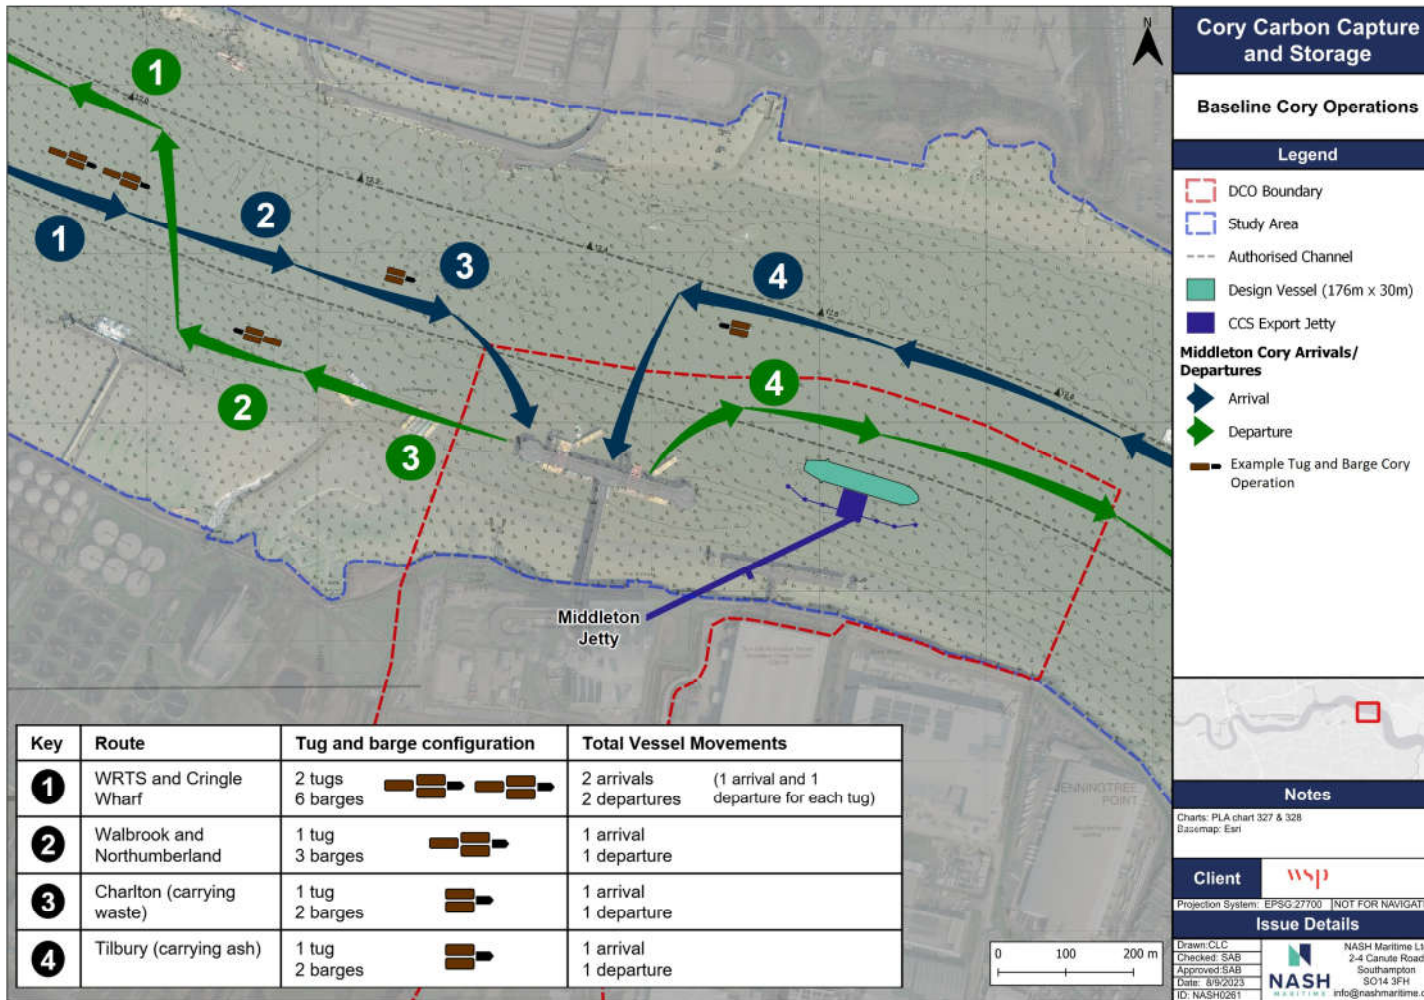 N
1
1
2
3
4
2
3
4
Middleton
Jetty
JENNINGTREE
POINT
Key
Route
Tug and barge configuration
Total Vessel Movements
1
WRTS and Cringle
Wharf
2 tugs
6 barges
2 arrivals
2 departures
(1 arrival and 1
departure for each tug)
2
Walbrook and
Northumberland
1 tug
3 barges
1 arrival
1 departure
3
Charlton (carrying
waste)
1 tug
2 barges
1 arrival
1 departure
4
Tilbury (carrying ash)
1 tug
2 barges
1 arrival
1 departure
0 100 200 m
Cory Carbon Capture
and Storage
Baseline Cory Operations
Legend
DCO Boundary
Study Area
Authorised Channel
Design Vessel (176m x 30m)
CCS Export Jetty
Middleton Cory Arrivals/
Departures
Arrival
Departure
Example Tug and Barge Cory
Operation
Notes
Charts: PLA chart 327 & 328
Basemap: Esri
Client
wsp
Projection System: EPSG:27700 NOT FOR NAVIGATI
Issue Details
Drawn:CLC
Checked: SAB
Approved:SAB
Date: 8/9/2023
ID: NASH0261
NASH
MARITIME
NASH Maritime Lt
2-4 Canute Road
Southampton
SO14 3FH
info@nashmaritime.c